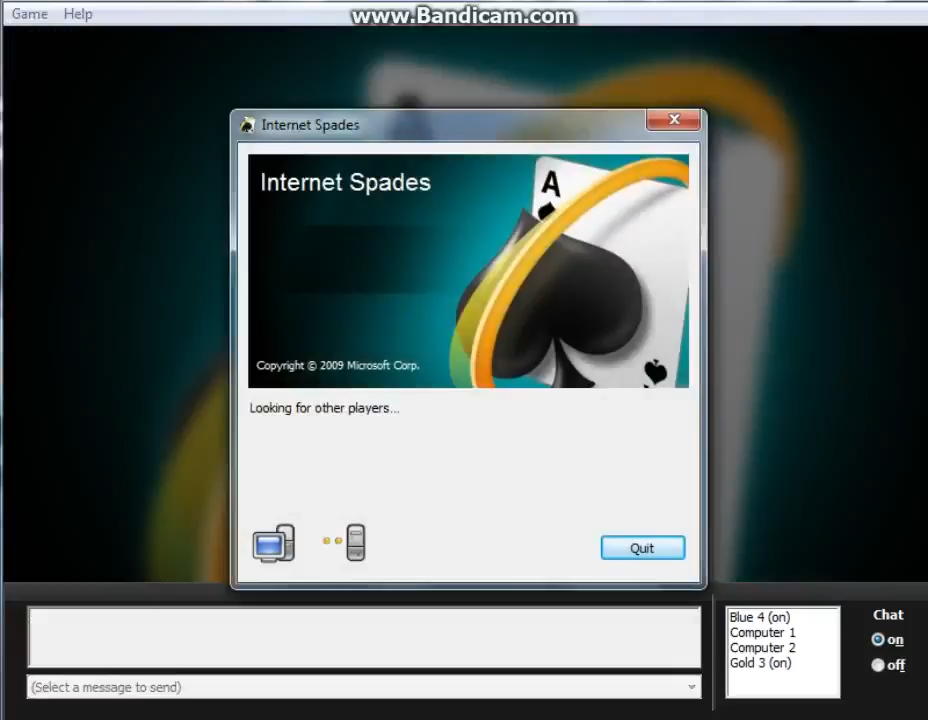 Game Help
www.Bandicam.com
Internet Spades
Internet Spades
A
Copyright © 2009 Microsoft Corp.
Looking for other players...
Quit
Blue 4 (on)
Computer 1
Computer 2
Gold 3 (on)
Chat
on
off
(Select a message to send)